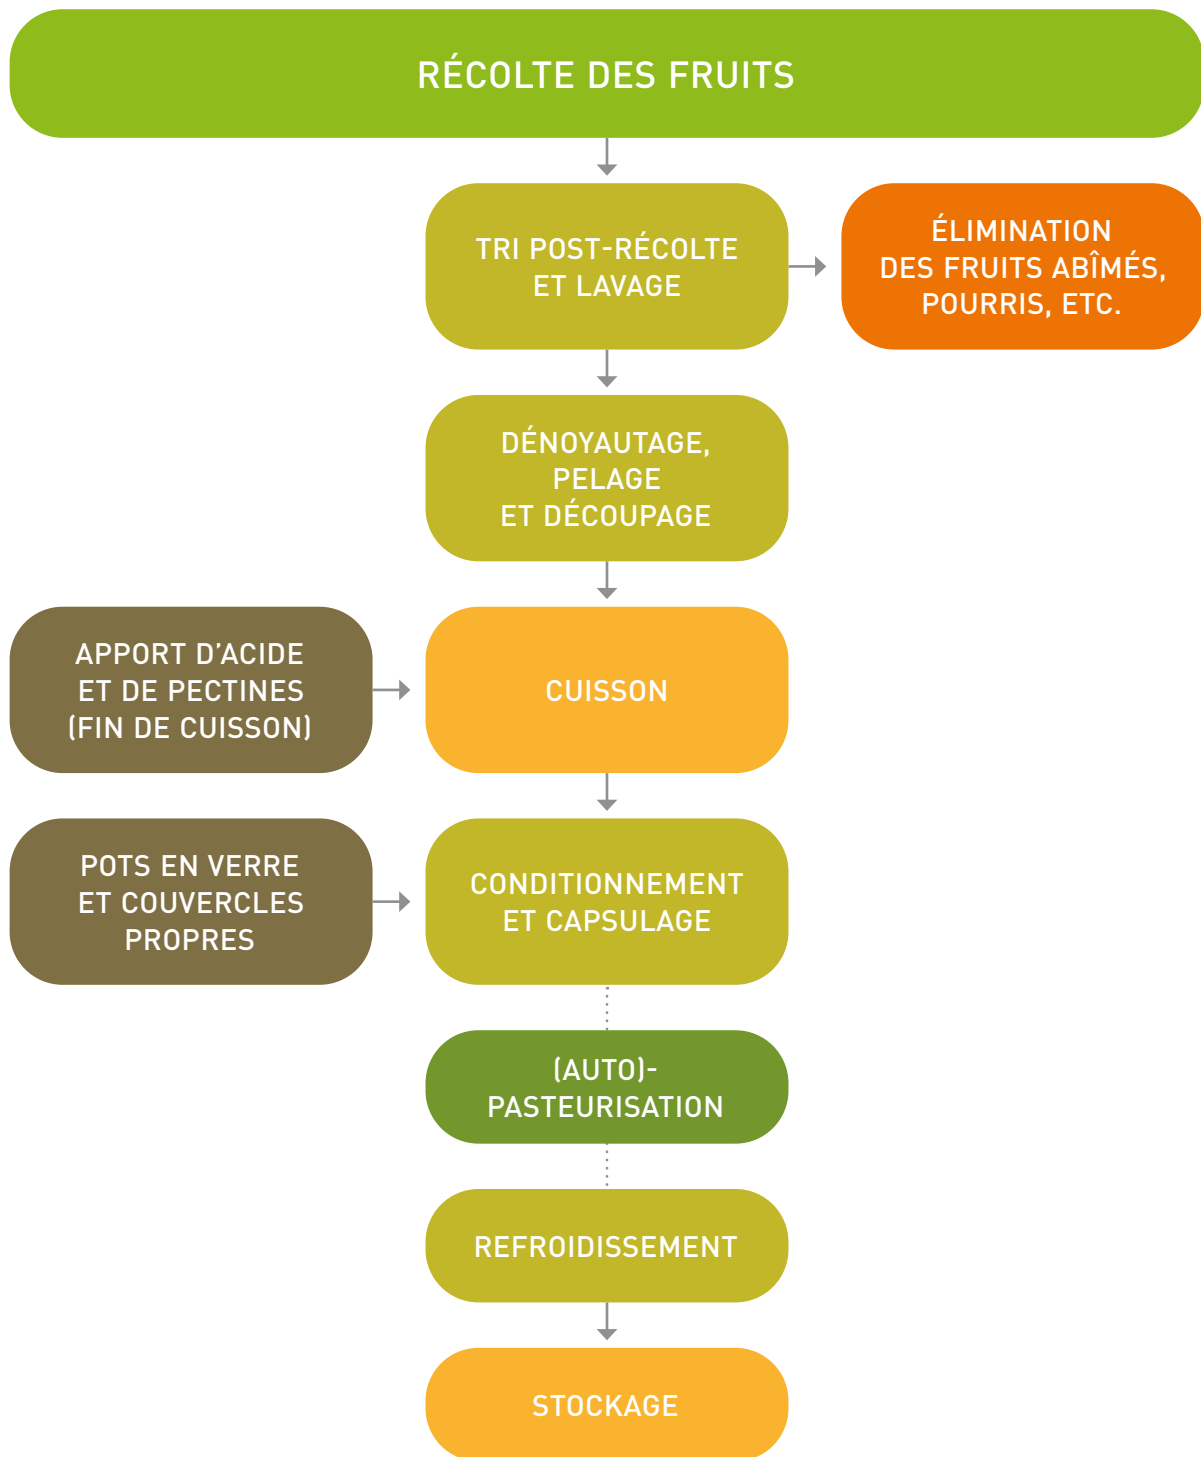 RÉCOLTE DES FRUITS
TRI POST-RÉCOLTE
ET LAVAGE
ÉLIMINATION
DES FRUITS ABÎMÉS,
POURRIS, ETC.
DÉNOYAUTAGE,
PELAGE
ET DÉCOUPAGE
APPORT D’ACIDE
ET DE PECTINES
(FIN DE CUISSON)
CUISSON
POTS EN VERRE
ET COUVERCLES
PROPRES
CONDITIONNEMENT
ET CAPSULAGE
(AUTO)-
PASTEURISATION
REFROIDISSEMENT
STOCKAGE